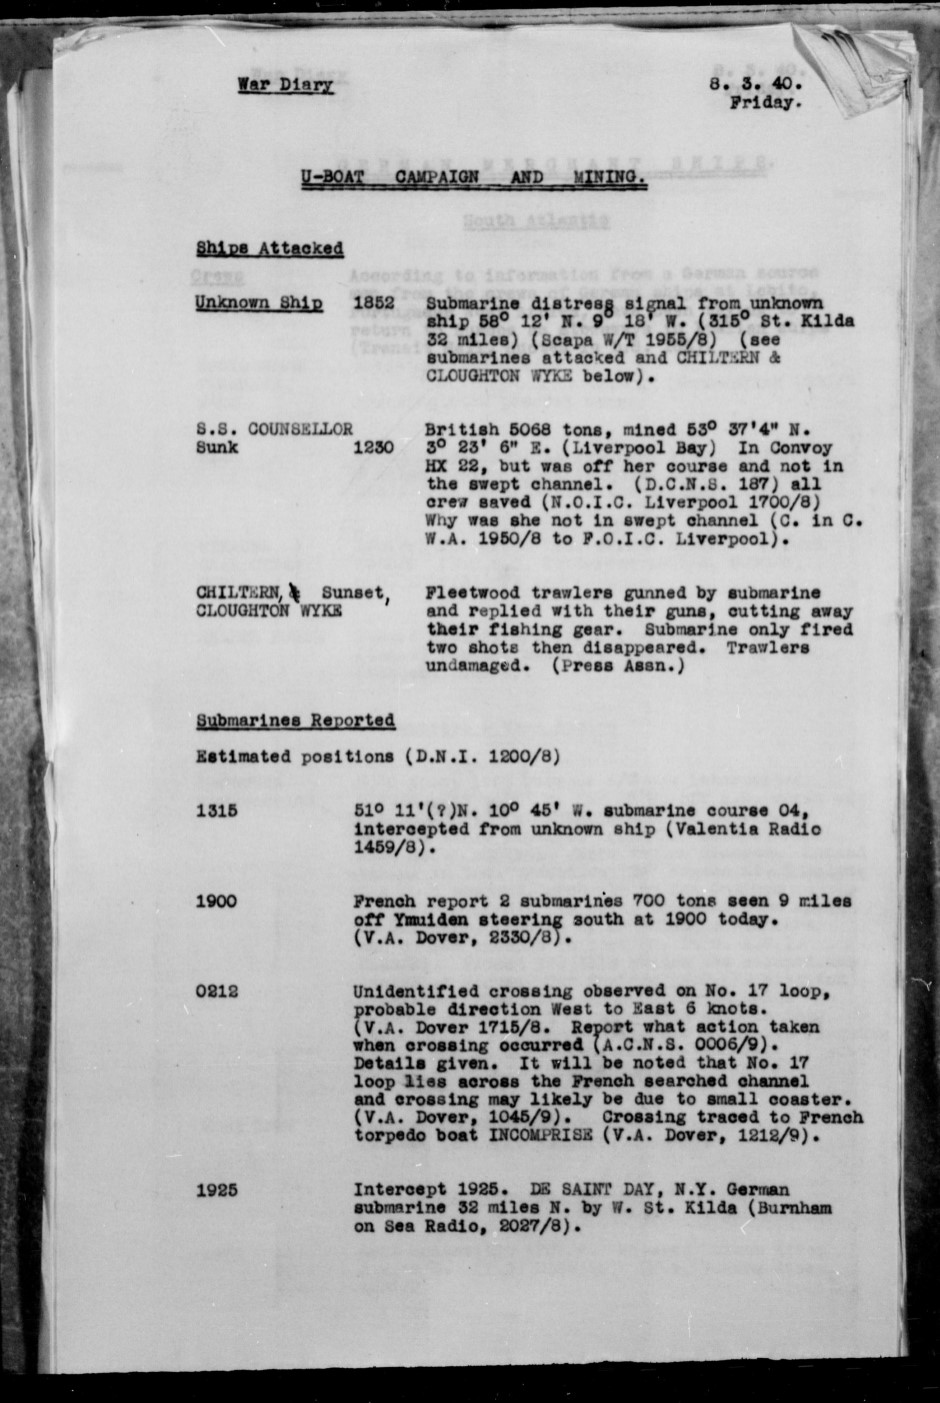 War Diary 8. 3. 40.
Friday.
U-BOAT CAMPAIGN AND MINING.
Ships Attacked
Unknown Ship 1852 Submarine distress signal from unknown
ship 58° 12' N. 9° 18' W. (315° St. Kilda
32 miles) (Scapa W/T 1955/8) (see
submarines attacked and CHILTERN &
CLOUGHTON WYKE below).
S.S. COUNSELLOR British 5068 tons, mined 53° 37'4" N.
Sunk 1230 3° 23' 6" E. (Liverpool Bay) In Convoy
HX 22, but was off her course and not in
the swept channel. (D.C.N.S. 187) all
crew saved (N.O.I.C. Liverpool 1700/8)
Why was she not in swept channel (C. in C.
W.A. 1950/8 to F.O.I.C. Liverpool).
CHILTERN, & Sunset, Fleetwood trawlers gunned by submarine
CLOUGHTON WYKE and replied with their guns, cutting away
their fishing gear. Submarine only fired
two shots then disappeared. Trawlers
undamaged. (Press Assn.)
Submarines Reported
Estimated positions (D.N.I. 1200/8)
1315 51° 11'(?)N. 10° 45' W. submarine course 04,
intercepted from unknown ship (Valentia Radio
1459/8).
1900 French report 2 submarines 700 tons seen 9 miles
off Ymuiden steering south at 1900 today.
(V.A. Dover, 2330/8).
0212 Unidentified crossing observed on No. 17 loop,
probable direction West to East 6 knots.
(V.A. Dover 1715/8. Report what action taken
when crossing occurred (A.C.N.S. 0006/9).
Details given. It will be noted that No. 17
loop lies across the French searched channel
and crossing may likely be due to small coaster.
(V.A. Dover, 1045/9). Crossing traced to French
torpedo boat INCOMPRISE (V.A. Dover, 1212/9).
1925 Intercept 1925. DE SAINT DAY, N.Y. German
submarine 32 miles N. by W. St. Kilda (Burnham
on Sea Radio, 2027/8).